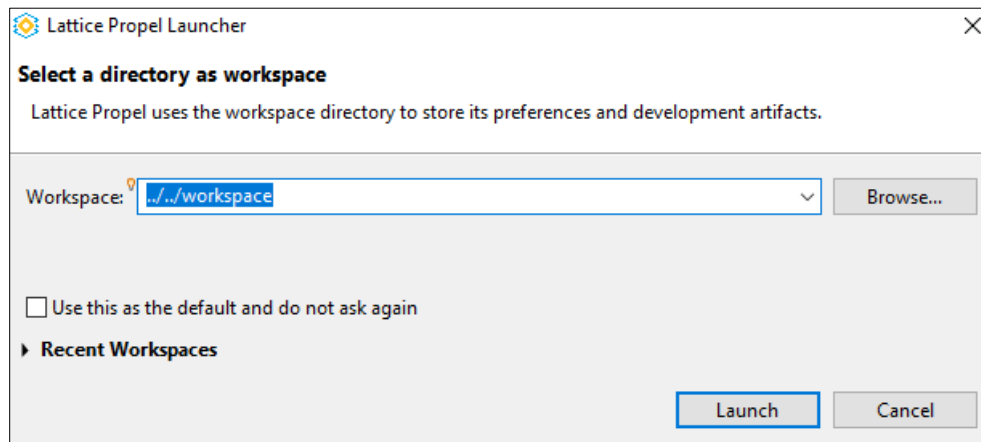 Lattice Propel Launcher
Select a directory as workspace
Lattice Propel uses the workspace directory to store its preferences and development artifacts.
Workspace: ../../workspace Browse...
Use this as the default and do not ask again
Recent Workspaces
Launch Cancel